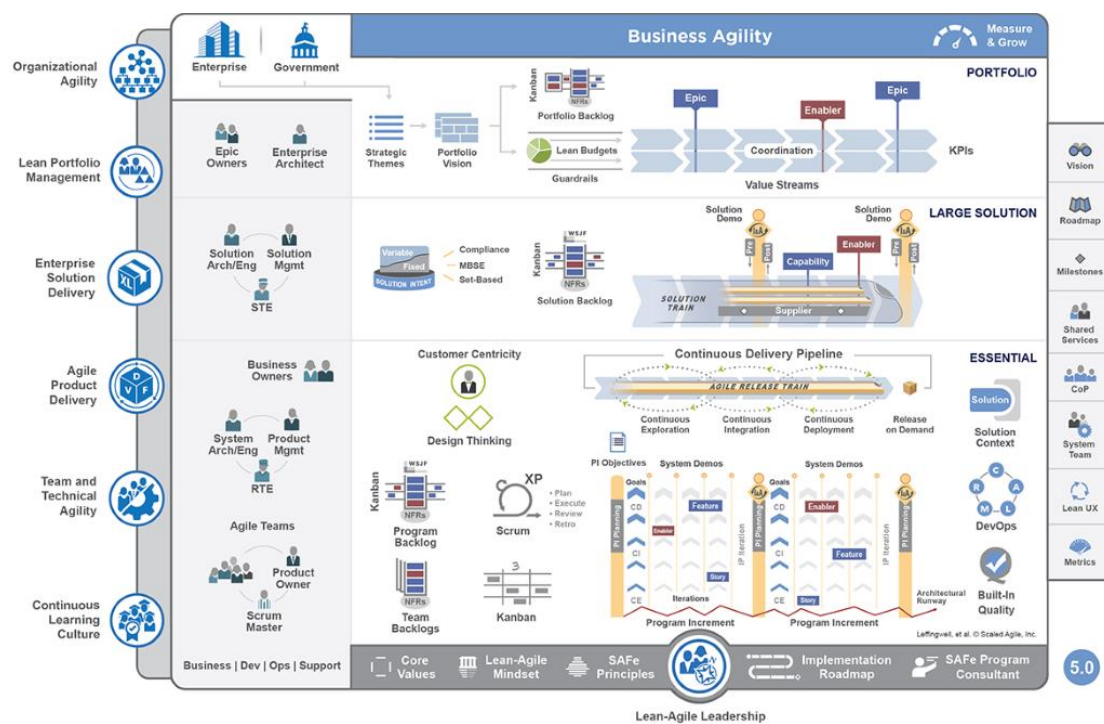 Business Agility
Measure
& Grow
Organizational
Agility
Lean Portfolio
Management
Enterprise
Solution
Delivery
Agile
Product
Delivery
D
V
F
XL
Team and
Technical
Agility
Continuous
Learning
Culture
Enterprise
Government
Epic
Owners
Enterprise
Architect
Solution
Arch/Eng
Solution
Mgmt
STE
Business
Owners
System
Arch/Eng
Product
Mgmt
RTE
Agile Teams
Product
Owner
Scrum
Master
Business | Dev | Ops | Support
PORTFOLIO
Strategic
Themes
Portfolio
Vision
Kanban
NFRs
Portfolio Backlog
Lean Budgets
Guardrails
Epic
Enabler
Epic
Coordination
KPIs
Value Streams
LARGE SOLUTION
Variable
Fixed
SOLUTION INTENT
Compliance
MBSE
Set-Based
WSJF
Kanban
NFRs
Solution Backlog
Solution
Demo
Solution
Demo
I&A
I&A
Pre
Post
Pre
Post
Enabler
Capability
SOLUTION
TRAIN
Supplier
ESSENTIAL
Customer Centricity
Design Thinking
Continuous Delivery Pipeline
AGILE RELEASE TRAIN
Continuous
Exploration
Continuous
Integration
Continuous
Deployment
Release
on Demand
Solution
Solution
Context
WSJF
Kanban
NFRs
Program
Backlog
XP
Scrum
• Plan
• Execute
• Review
• Retro
NFRs
Team
Backlogs
3
Kanban
PI Objectives
System Demos
System Demos
Goals
Goals
I&A
I&A
CD
CD
CI
CI
CE
CE
PI Planning
PI Planning
PI Planning
Feature
Enabler
Story
Enabler
Feature
Story
IP Iteration
IP Iteration
Iterations
Program Increment
Program Increment
Architectural
Runway
C
A
L
M
R
DevOps
Built-In
Quality
Leffingwell, et al. © Scaled Agile, Inc.
Core
Values
Lean-Agile
Mindset
SAFe
Principles
Implementation
Roadmap
SAFe Program
Consultant
Lean-Agile Leadership
Vision
Roadmap
Milestones
Shared
Services
CoP
System
Team
Lean UX
Metrics
5.0